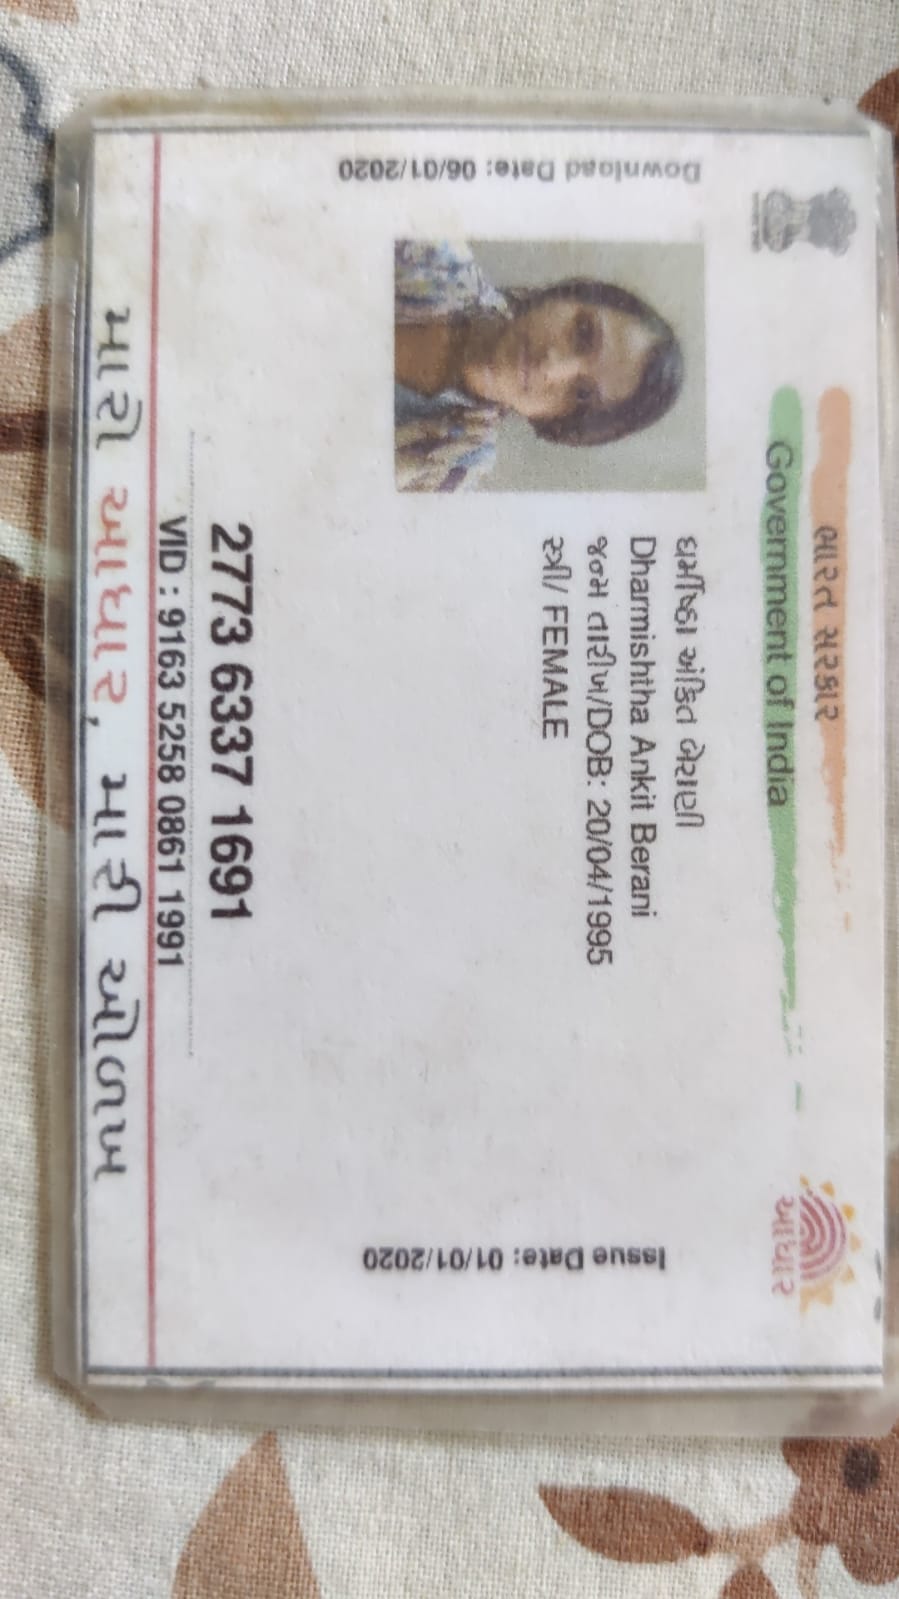 ભારત સરકાર
Government of India
Download Date: 06/01/2020
ધર્મિષ્ઠા અંકિત બેરાણી
Dharmishtha Ankit Berani
જન્મ તારીખ/DOB: 20/04/1995
સ્ત્રી/ FEMALE
Issue Date: 01/01/2020
આધાર
2773 6337 1691
VID : 9163 5258 0861 1991
મારો આધાર, મારી ઓળખ